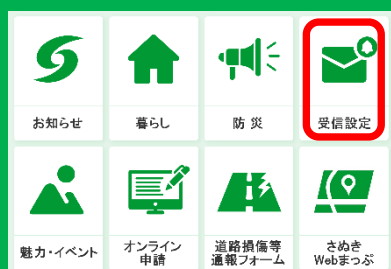 お知らせ
暮らし
防災
受信設定
魅力・イベント
オンライン
申請
道路損傷等
通報フォーム
さぬき
Webまっぷ